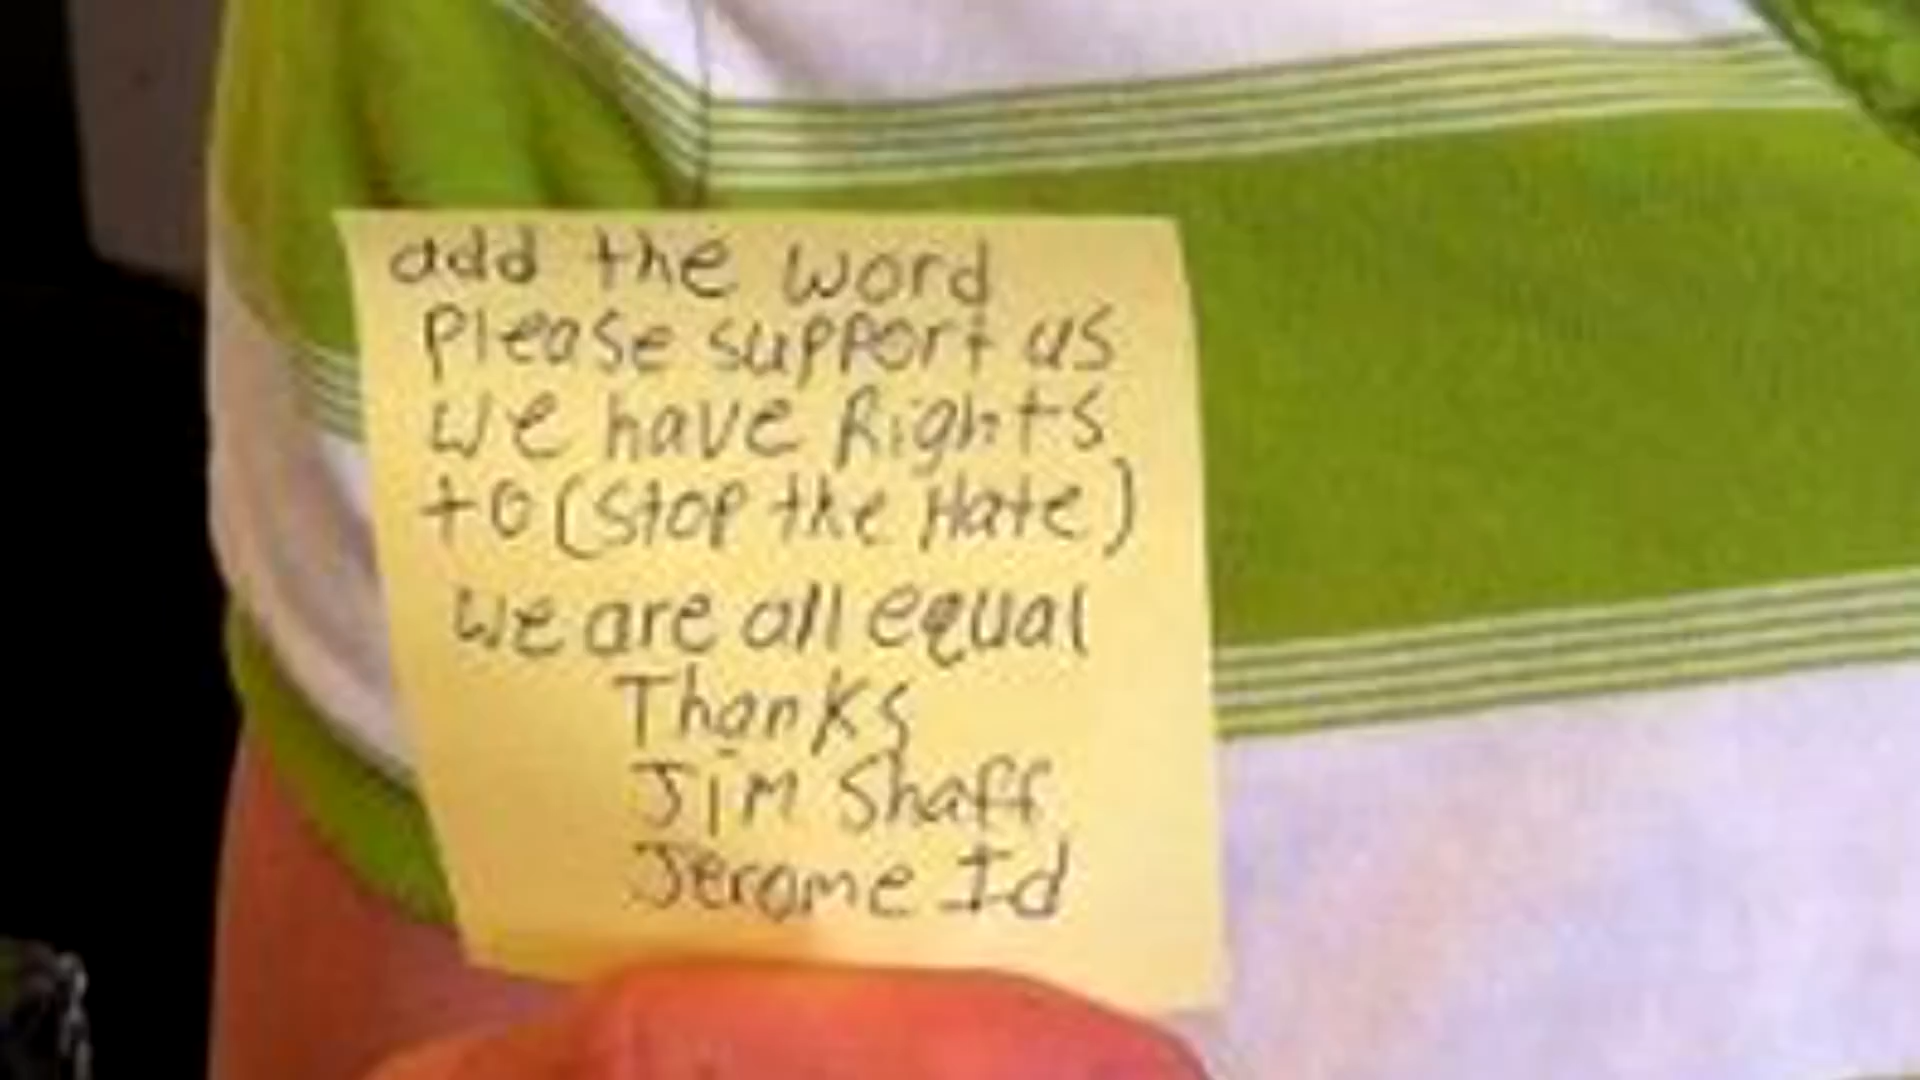 add the word
please support us
we have Rights
to (stop the Hate)
we are all equal
Thanks
Jim Shaff
Jerome Id